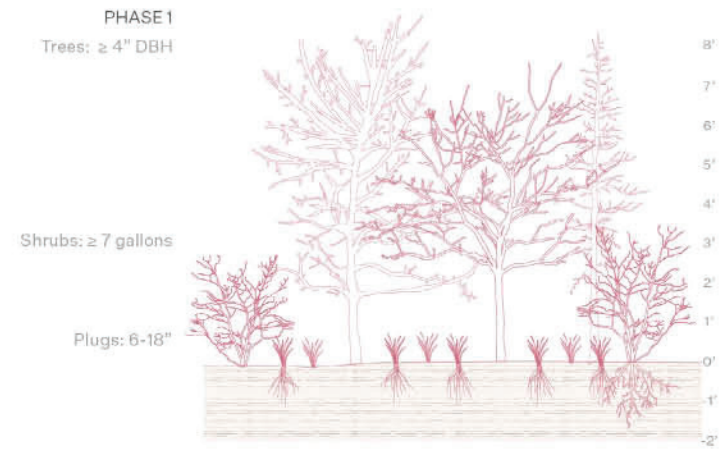 PHASE 1
Trees: ≥ 4" DBH
Shrubs: ≥ 7 gallons
Plugs: 6-18"
8'
7'
6'
5'
4'
3'
2'
1'
0'
-1'
-2'